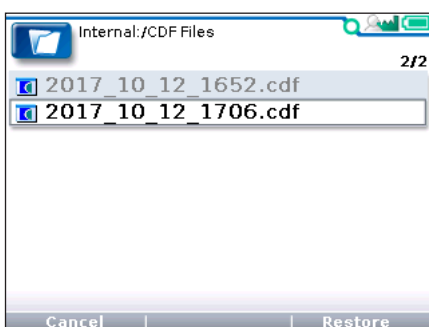 Internal:/CDF Files
2/2
2017_10_12_1652.cdf
2017_10_12_1706.cdf
Cancel | | Restore